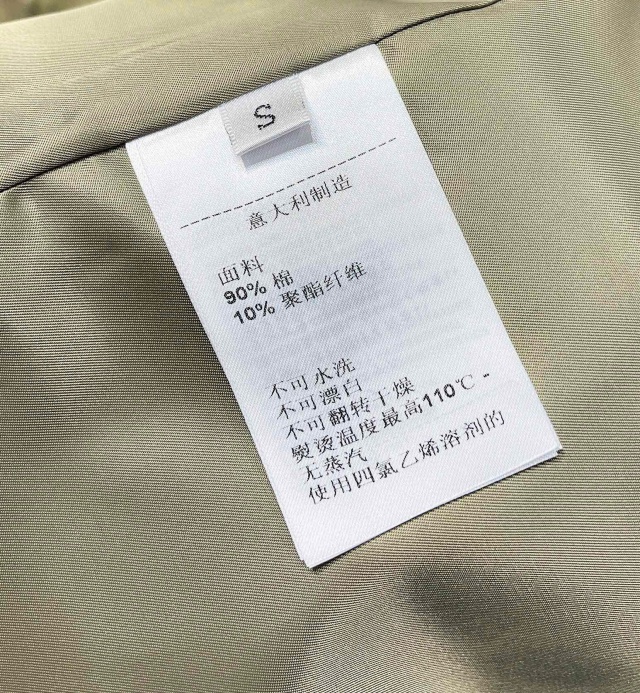 S
意大利制造
面料
90% 棉
10% 聚酯纤维
不可水洗
不可漂白
不可翻转干燥
熨烫温度最高110℃ -
无蒸汽
使用四氯乙烯溶剂的